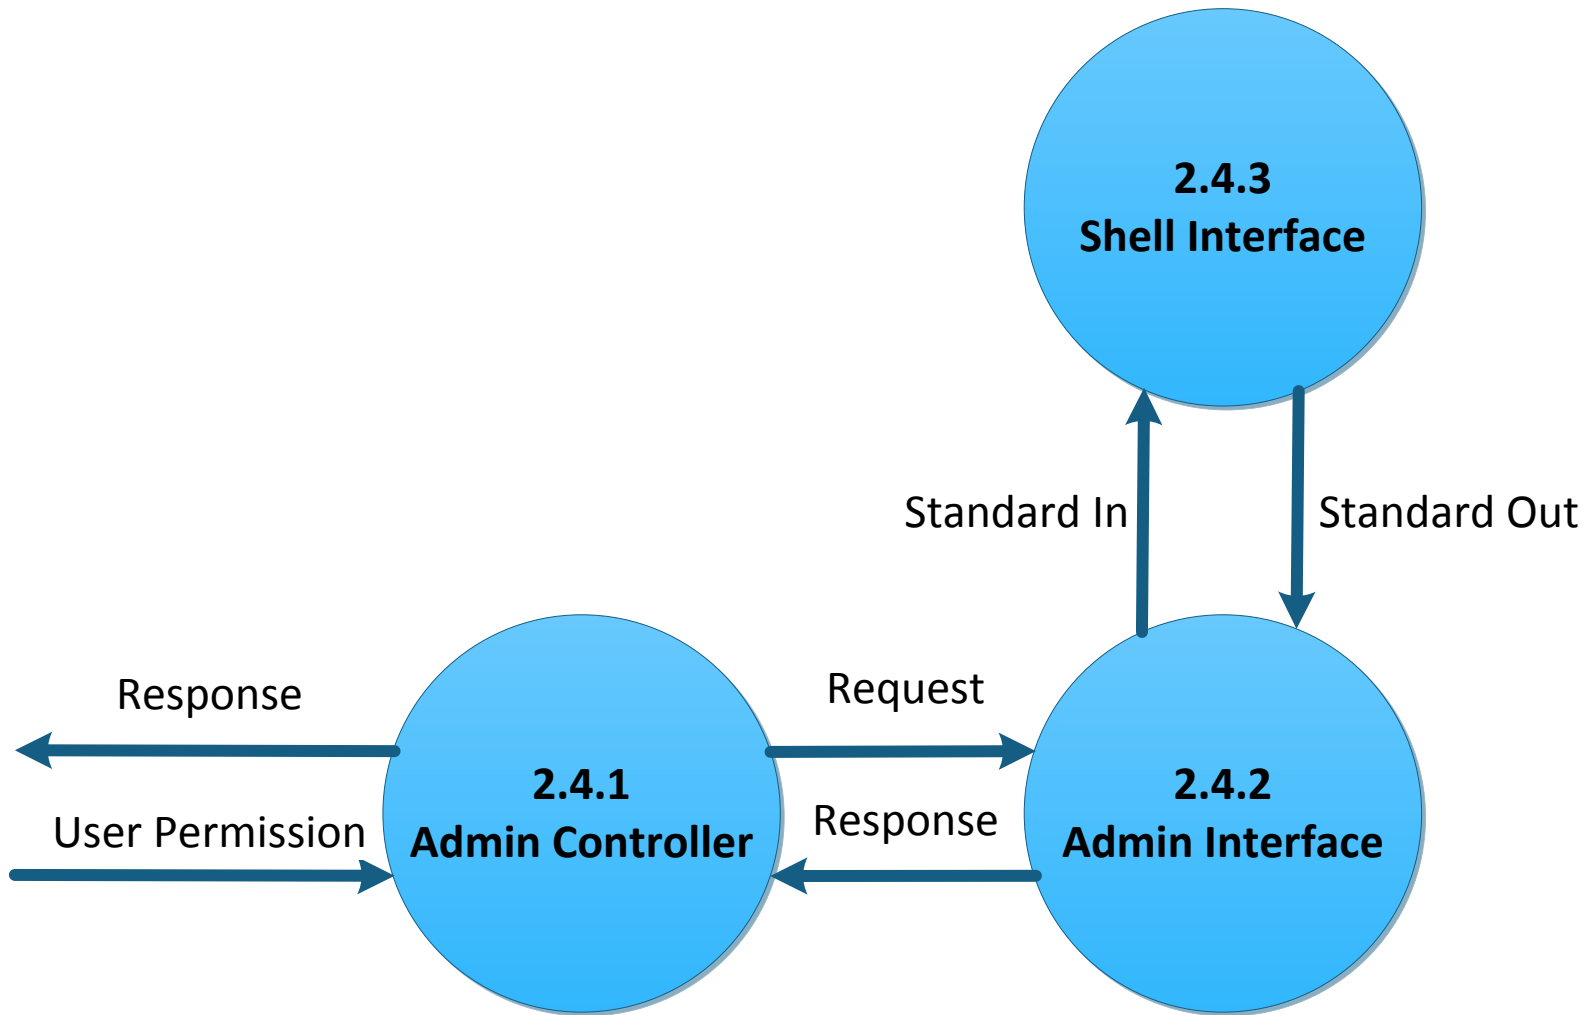 2.4.3
Shell Interface
Standard In
Standard Out
Response
Request
2.4.1
Admin Controller
User Permission
Response
2.4.2
Admin Interface